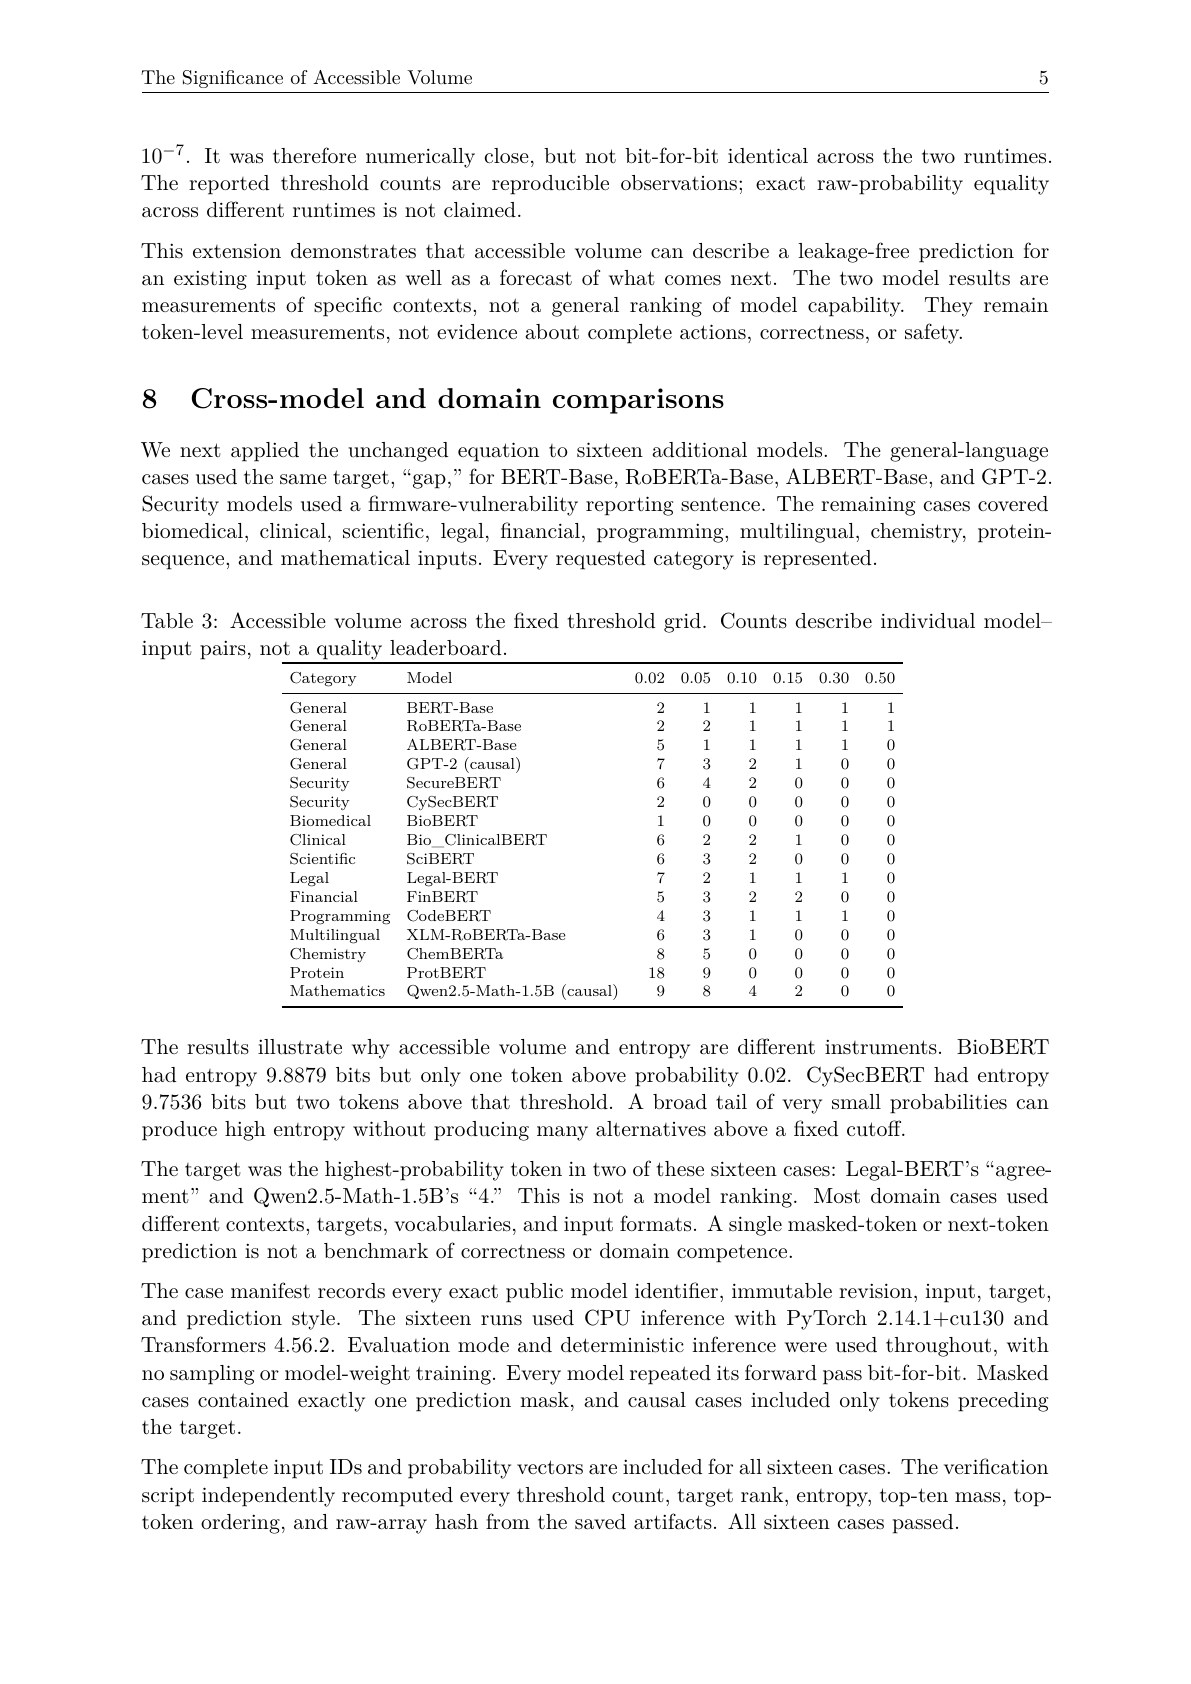 The Significance of Accessible Volume 5
10−7. It was therefore numerically close, but not bit-for-bit identical across the two runtimes.
The reported threshold counts are reproducible observations; exact raw-probability equality
across different runtimes is not claimed.
This extension demonstrates that accessible volume can describe a leakage-free prediction for
an existing input token as well as a forecast of what comes next. The two model results are
measurements of specific contexts, not a general ranking of model capability. They remain
token-level measurements, not evidence about complete actions, correctness, or safety.
8 Cross-model and domain comparisons
We next applied the unchanged equation to sixteen additional models. The general-language
cases used the same target, “gap,” for BERT-Base, RoBERTa-Base, ALBERT-Base, and GPT-2.
Security models used a firmware-vulnerability reporting sentence. The remaining cases covered
biomedical, clinical, scientific, legal, financial, programming, multilingual, chemistry, protein-
sequence, and mathematical inputs. Every requested category is represented.
Table 3: Accessible volume across the fixed threshold grid. Counts describe individual model–
input pairs, not a quality leaderboard.
Category Model 0.02 0.05 0.10 0.15 0.30 0.50
General BERT-Base 2 1 1 1 1 1
General RoBERTa-Base 2 2 1 1 1 1
General ALBERT-Base 5 1 1 1 1 0
General GPT-2 (causal) 7 3 2 1 0 0
Security SecureBERT 6 4 2 0 0 0
Security CySecBERT 2 0 0 0 0 0
Biomedical BioBERT 1 0 0 0 0 0
Clinical Bio_ClinicalBERT 6 2 2 1 0 0
Scientific SciBERT 6 3 2 0 0 0
Legal Legal-BERT 7 2 1 1 1 0
Financial FinBERT 5 3 2 2 0 0
Programming CodeBERT 4 3 1 1 1 0
Multilingual XLM-RoBERTa-Base 6 3 1 0 0 0
Chemistry ChemBERTa 8 5 0 0 0 0
Protein ProtBERT 18 9 0 0 0 0
Mathematics Qwen2.5-Math-1.5B (causal) 9 8 4 2 0 0
The results illustrate why accessible volume and entropy are different instruments. BioBERT
had entropy 9.8879 bits but only one token above probability 0.02. CySecBERT had entropy
9.7536 bits but two tokens above that threshold. A broad tail of very small probabilities can
produce high entropy without producing many alternatives above a fixed cutoff.
The target was the highest-probability token in two of these sixteen cases: Legal-BERT’s “agree-
ment” and Qwen2.5-Math-1.5B’s “4.” This is not a model ranking. Most domain cases used
different contexts, targets, vocabularies, and input formats. A single masked-token or next-token
prediction is not a benchmark of correctness or domain competence.
The case manifest records every exact public model identifier, immutable revision, input, target,
and prediction style. The sixteen runs used CPU inference with PyTorch 2.14.1+cu130 and
Transformers 4.56.2. Evaluation mode and deterministic inference were used throughout, with
no sampling or model-weight training. Every model repeated its forward pass bit-for-bit. Masked
cases contained exactly one prediction mask, and causal cases included only tokens preceding
the target.
The complete input IDs and probability vectors are included for all sixteen cases. The verification
script independently recomputed every threshold count, target rank, entropy, top-ten mass, top-
token ordering, and raw-array hash from the saved artifacts. All sixteen cases passed.